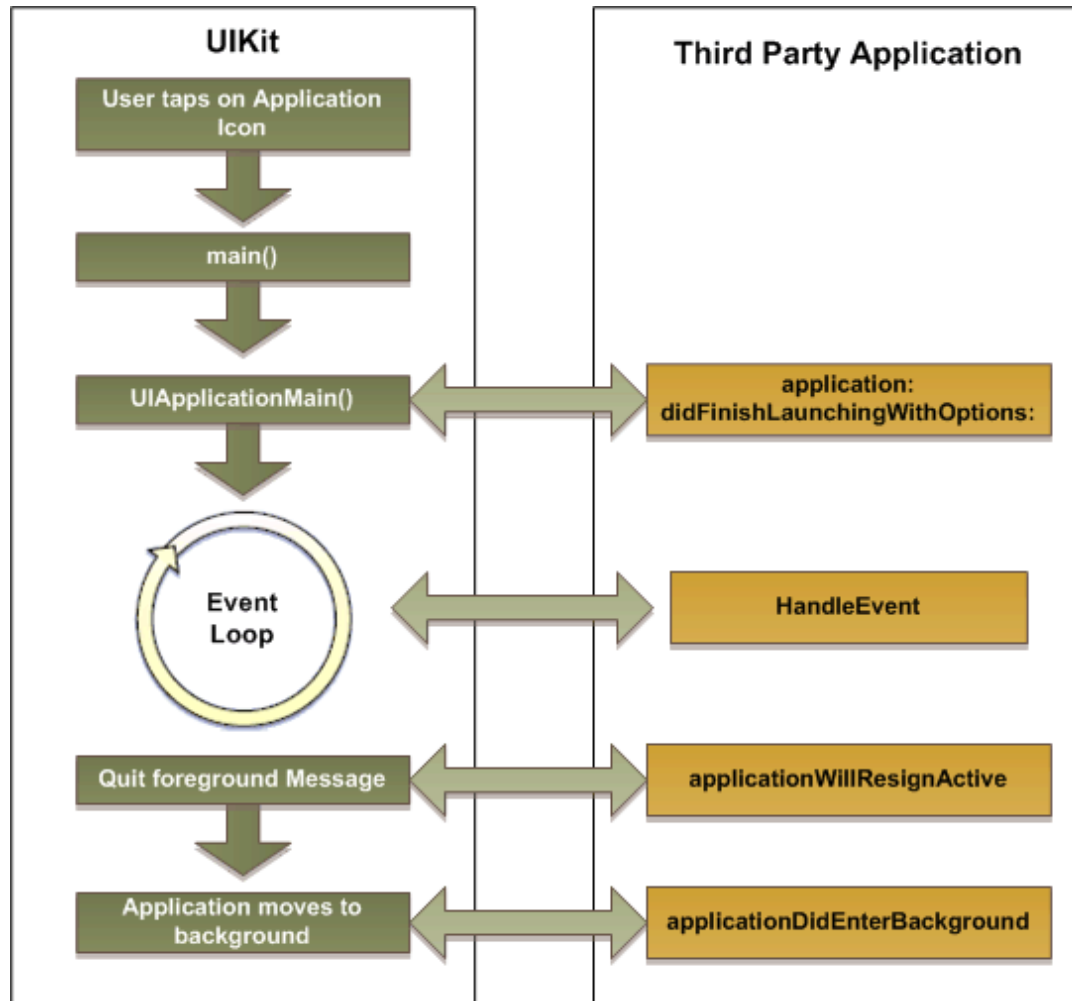 UIKit
Third Party Application
User taps on Application
Icon
main()
UIApplicationMain()
application:
didFinishLaunchingWithOptions:
Event
Loop
HandleEvent
Quit foreground Message
applicationWillResignActive
Application moves to
background
applicationDidEnterBackground